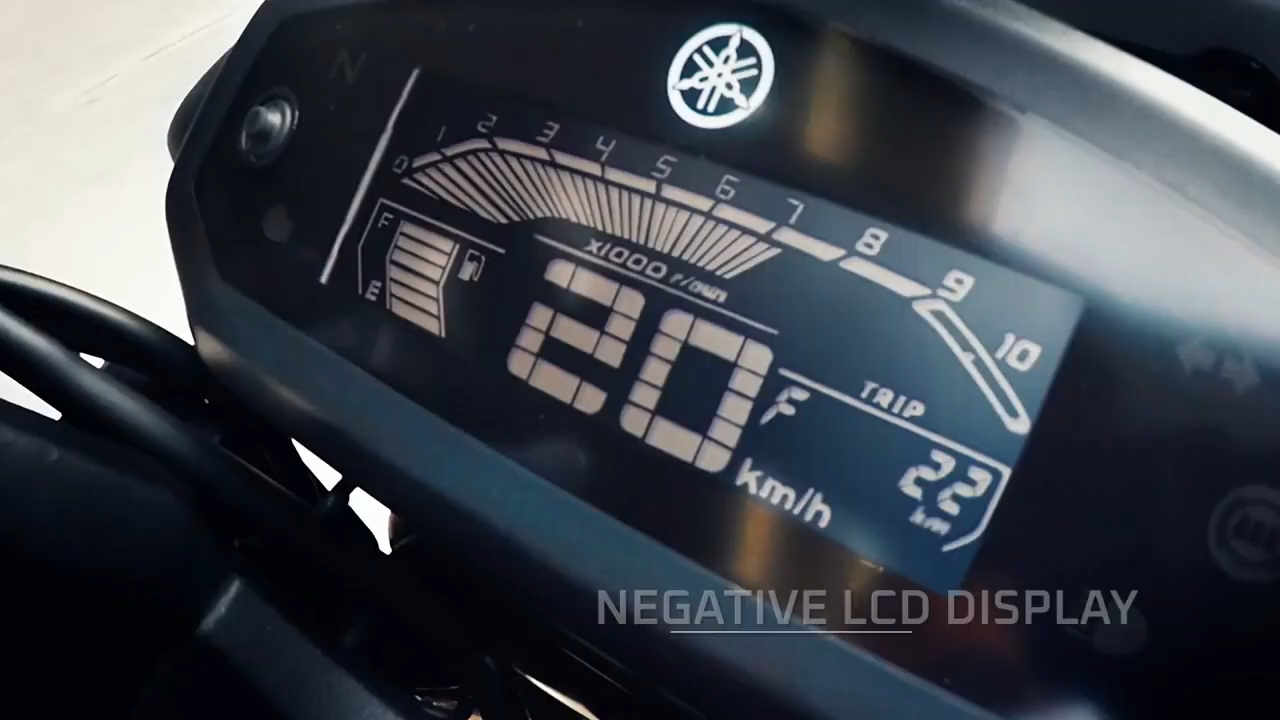 N
0 1 2 3 4 5 6 7 8 9 10
x1000 r/min
F
E
20
km/h
TRIP F
22
km
NEGATIVE LCD DISPLAY